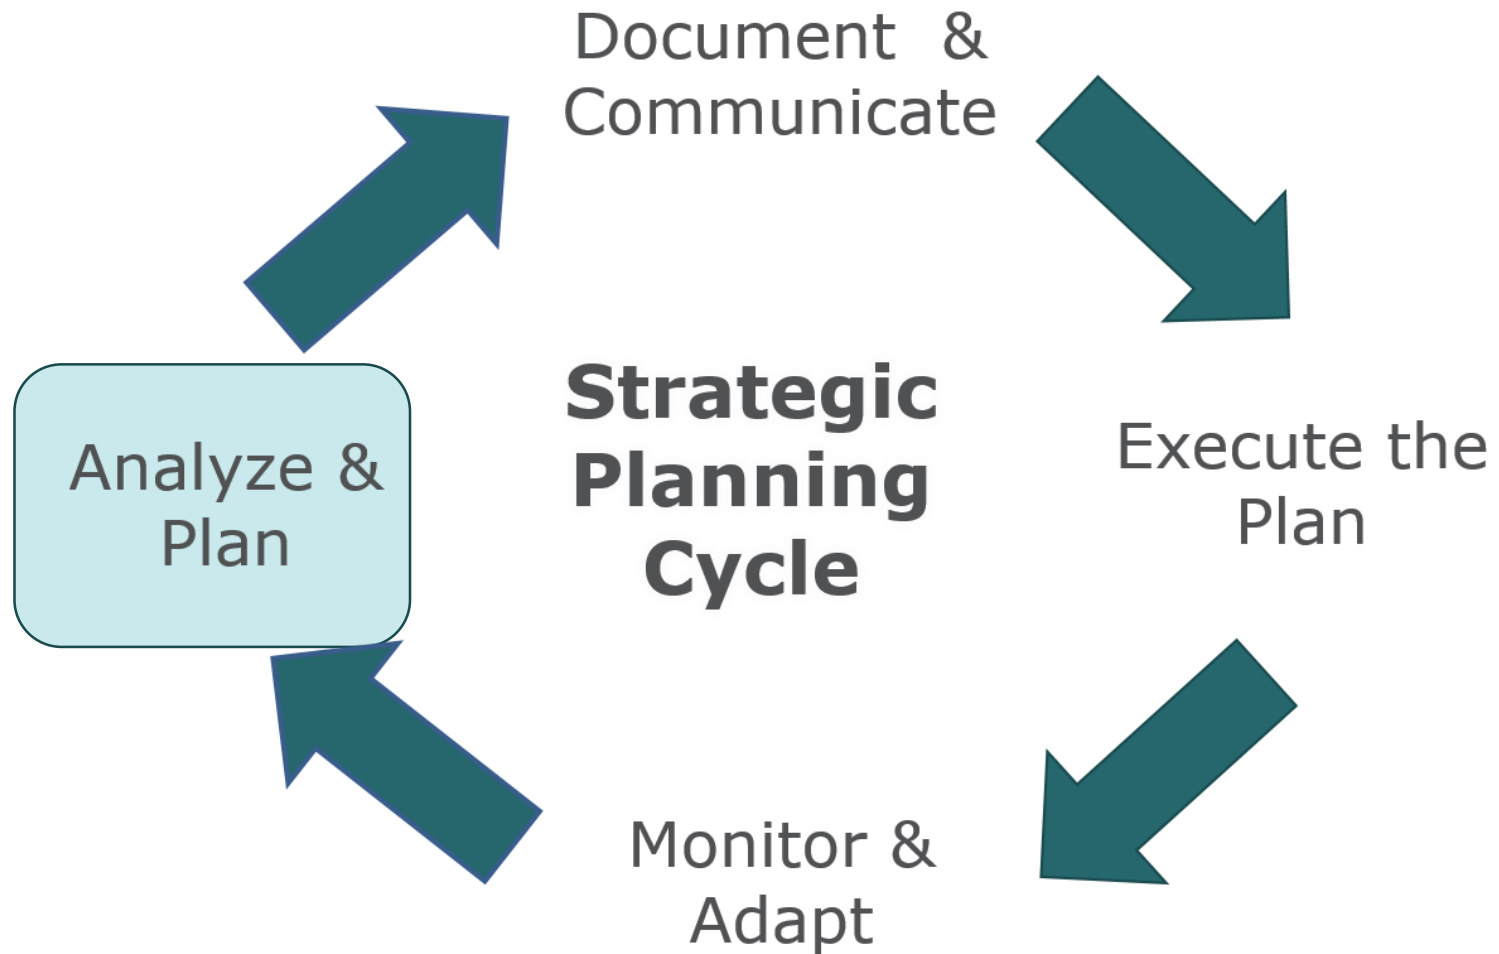 Document &
Communicate
Strategic
Planning
Cycle
Analyze &
Plan
Execute the
Plan
Monitor &
Adapt